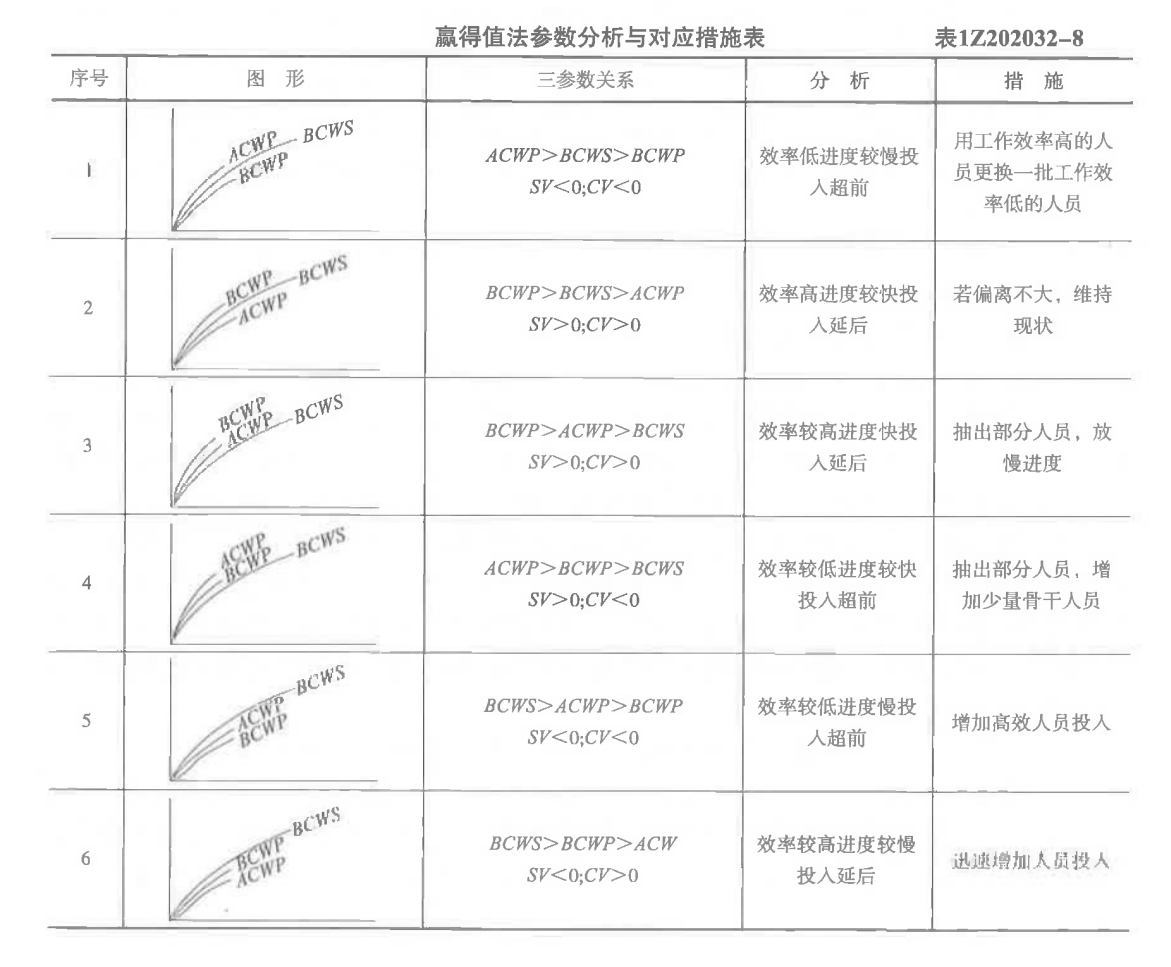 赢得值法参数分析与对应措施表 表1Z202032-8
序号 图 形 三参数关系 分 析 措 施
1
ACWP
BCWS
BCWP
ACWP>BCWS>BCWP
SV<0;CV<0
效率低进度较慢投
入超前
用工作效率高的人
员更换一批工作效
率低的人员
2
BCWP
BCWS
ACWP
BCWP>BCWS>ACWP
SV>0;CV>0
效率高进度较快投
入延后
若偏离不大，维持
现状
3
BCWP
ACWP
BCWS
BCWP>ACWP>BCWS
SV>0;CV>0
效率较高进度快投
入延后
抽出部分人员，放
慢进度
4
ACWP
BCWP
BCWS
ACWP>BCWP>BCWS
SV>0;CV<0
效率较低进度较快
投入超前
抽出部分人员，增
加少量骨干人员
5
BCWS
ACWP
BCWP
BCWS>ACWP>BCWP
SV<0;CV<0
效率较低进度慢投
入超前
增加高效人员投入
6
BCWS
BCWP
ACWP
BCWS>BCWP>ACW
SV<0;CV>0
效率较高进度较慢
投入延后
迅速增加人员投入